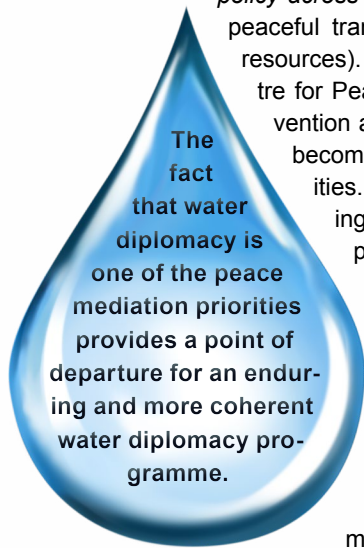 policy across
peaceful tran
resources).
tre for Pea
vention a
becom
ities.
ing
p
m
The
fact
that water
diplomacy is
one of the peace
mediation priorities
provides a point of
departure for an endur-
ing and more coherent
water diplomacy pro-
gramme.